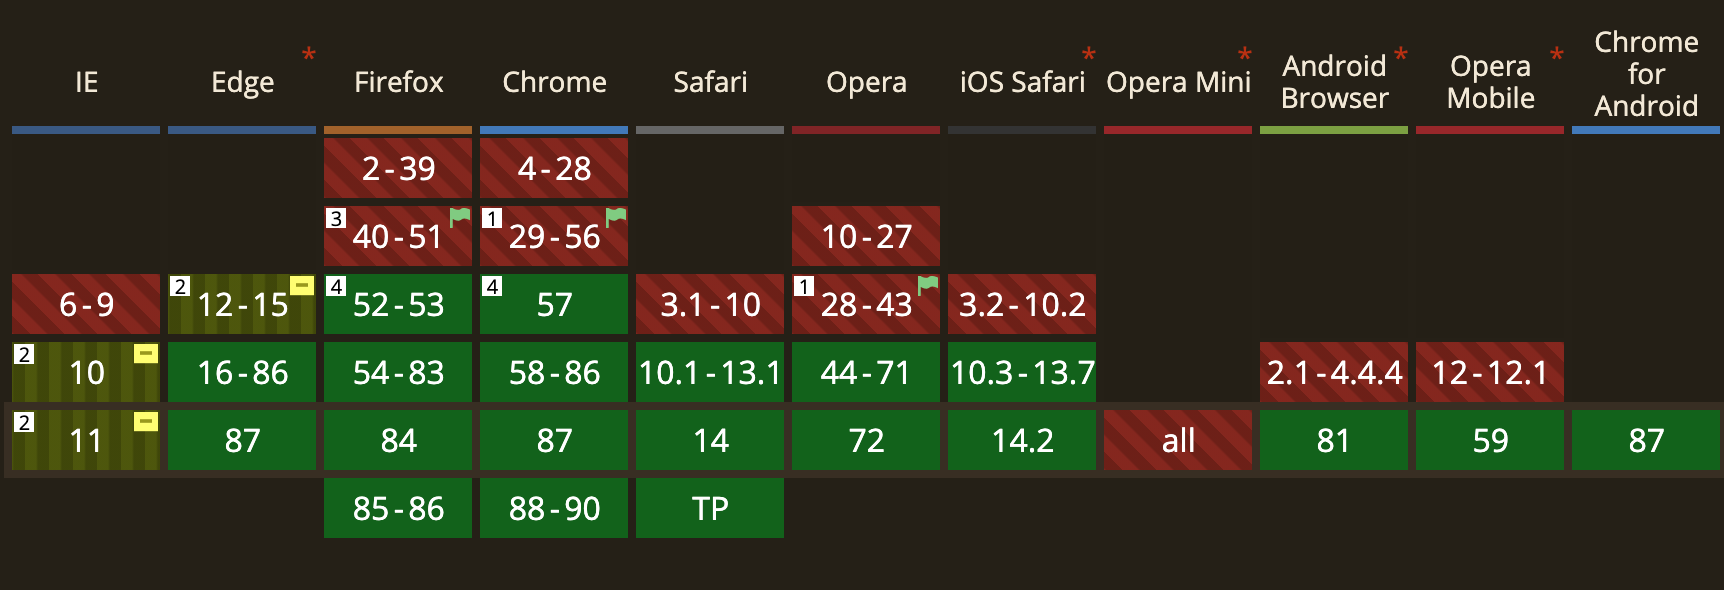 IE Edge * Firefox Chrome Safari Opera iOS Safari * Opera Mini * Android Browser * Opera Mobile * Chrome for Android
2-39 4-28
3 40-51 1 29-56 10-27
6-9 2 12-15 4 52-53 4 57 3.1-10 1 28-43 3.2-10.2
2 10 16-86 54-83 58-86 10.1-13.1 44-71 10.3-13.7 2.1-4.4.4 12-12.1
2 11 87 84 87 14 72 14.2 all 81 59 87
85-86 88-90 TP